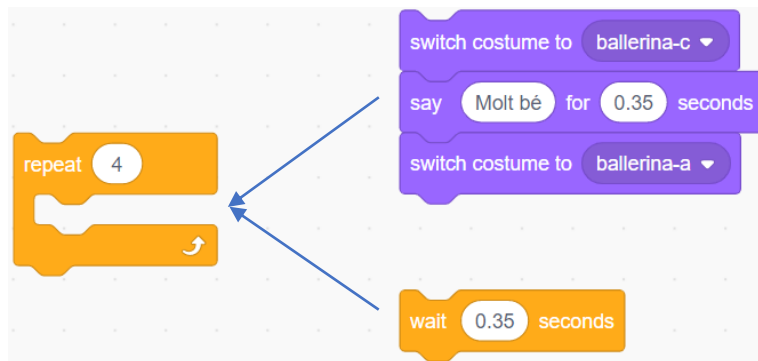 switch costume to ballerina-c
say Molt bé for 0.35 seconds
repeat 4
switch costume to ballerina-a
wait 0.35 seconds